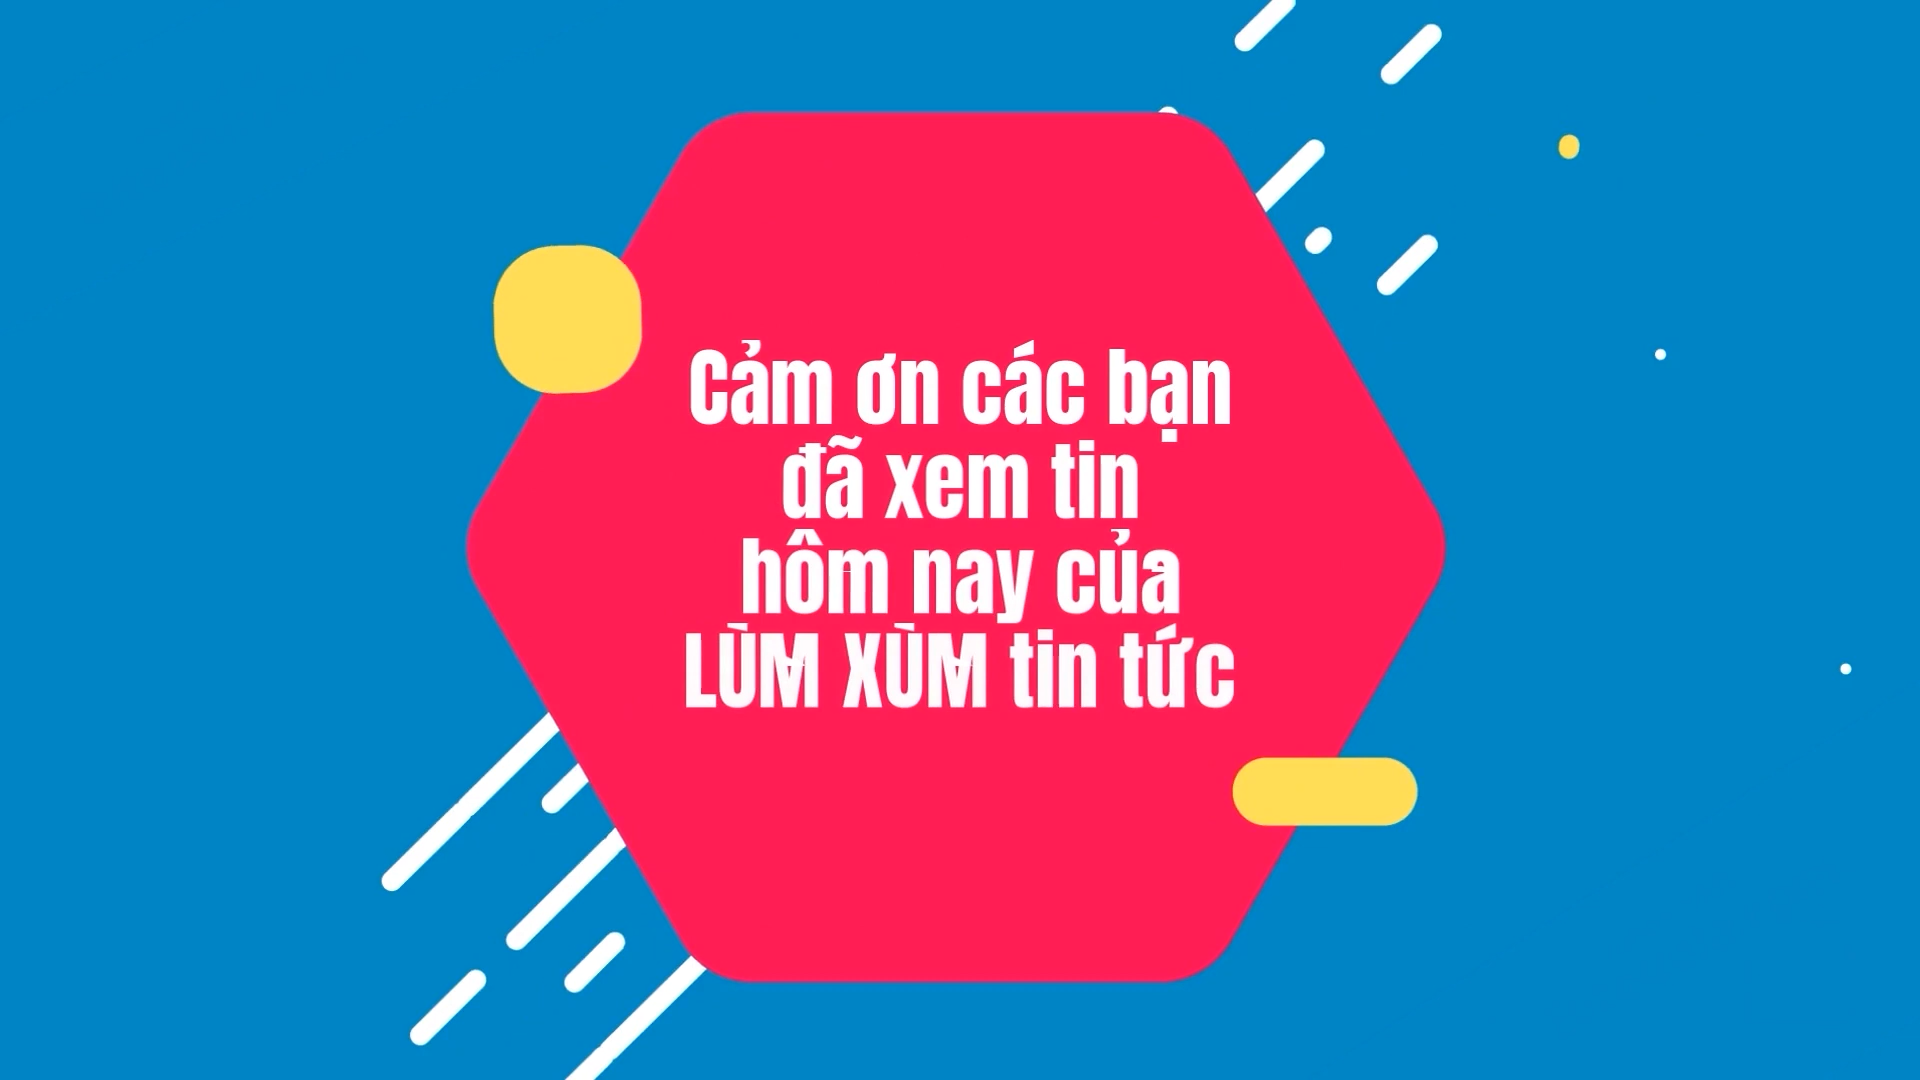 Cảm ơn các bạn
đã xem tin
hôm nay của
LÙM XÙM tin tức